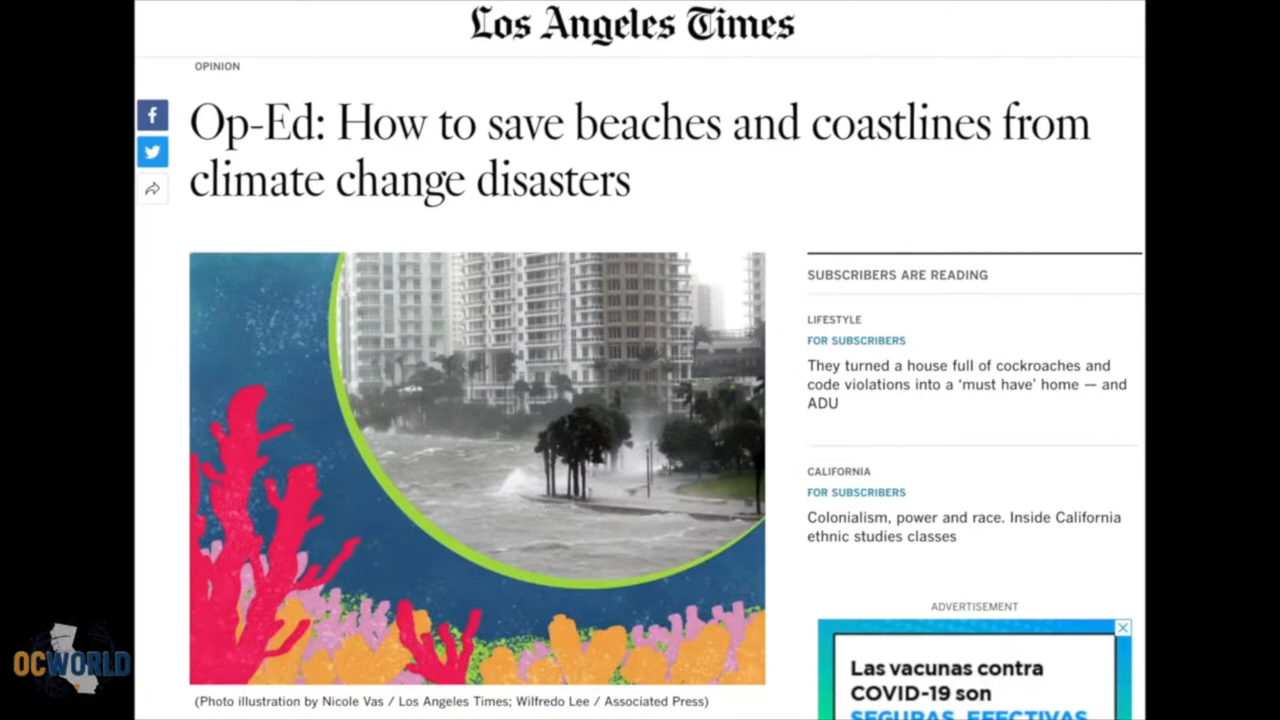 Los Angeles Times
OPINION
Op-Ed: How to save beaches and coastlines from
climate change disasters
SUBSCRIBERS ARE READING
LIFESTYLE
FOR SUBSCRIBERS
They turned a house full of cockroaches and
code violations into a ‘must have’ home — and
ADU
CALIFORNIA
FOR SUBSCRIBERS
Colonialism, power and race. Inside California
ethnic studies classes
ADVERTISEMENT
Las vacunas contra
COVID-19 son
SEGURAS, EFECTIVAS
(Photo illustration by Nicole Vas / Los Angeles Times; Wilfredo Lee / Associated Press)
OCWORLD